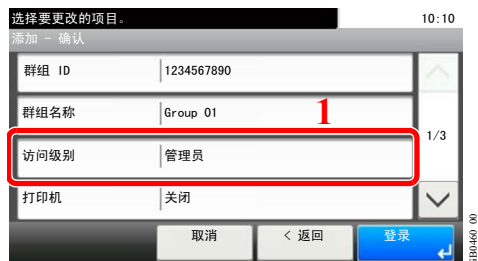 选择要更改的项目。 10:10
添加 - 确认
群组 ID 1234567890
群组名称 Group 01
1
1/3
访问级别 管理员
打印机 关闭
取消 < 返回 登录
GB0460_00